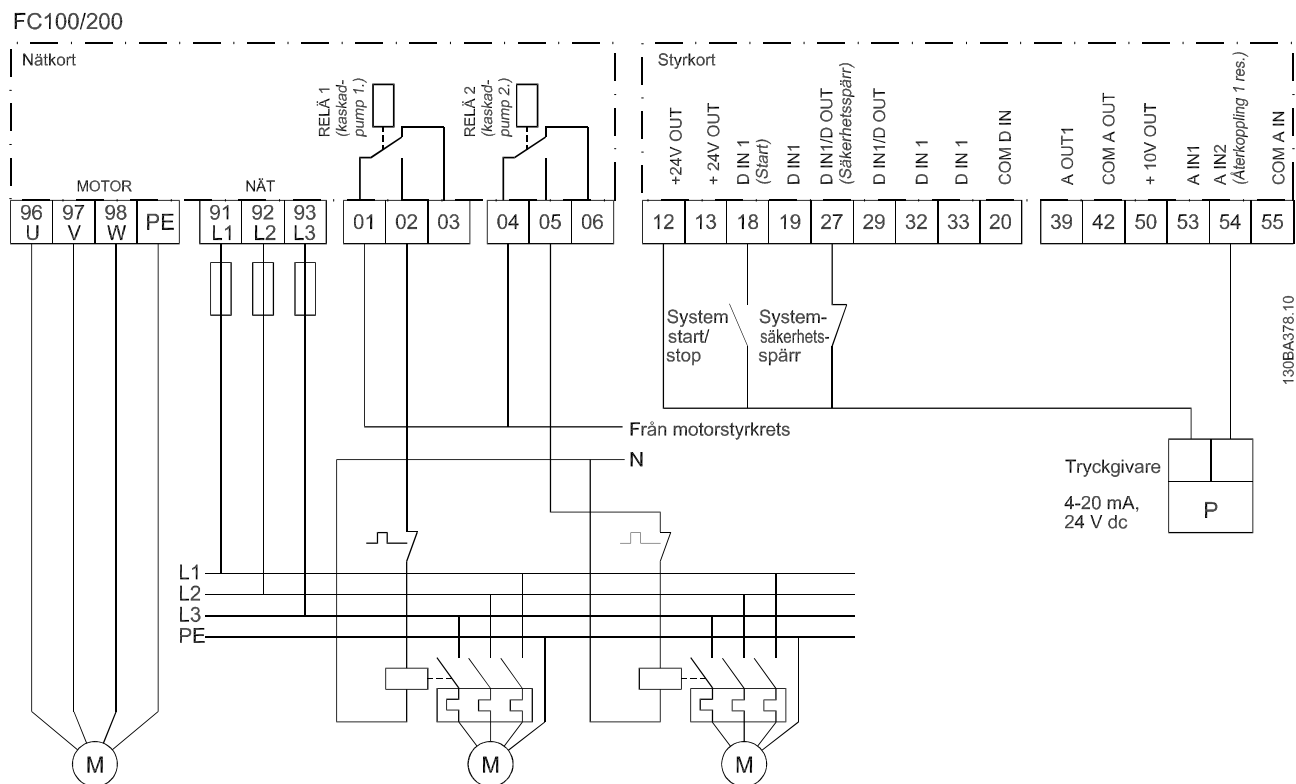 FC100/200
Nätkort
RELÄ 1
(kaskad-
pump 1.)
RELÄ 2
(kaskad-
pump 2.)
Styrkort
+24V OUT
+ 24V OUT
D IN 1
(Start)
D IN1
D IN1/D OUT
(Säkerhetsspärr)
D IN1/D OUT
D IN 1
D IN 1
COM D IN
A OUT1
COM A OUT
+ 10V OUT
A IN1
A IN2
(Återkoppling 1 res.)
COM A IN
MOTOR
NÄT
96 97 98 PE
U V W
91 92 93
L1 L2 L3
01 02 03
04 05 06
12 13 18 19 27 29 32 33 20
39 42 50 53 54 55
System
start/
stop
System-
säkerhets-
spärr
130BA378.10
Från motorstyrkrets
N
Tryckgivare
4-20 mA,
24 V dc
P
L1
L2
L3
PE
M
M
M